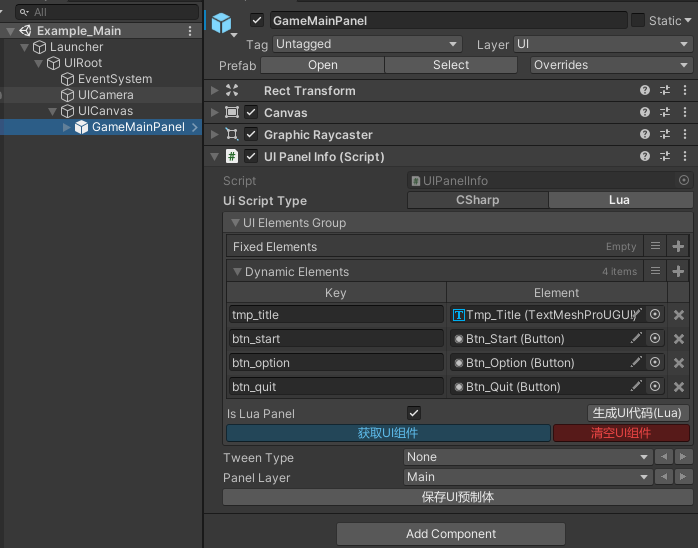 All
Example_Main
Launcher
UIRoot
EventSystem
UICamera
UICanvas
GameMainPanel
GameMainPanel
Static
Tag Untagged Layer UI
Prefab Open Select Overrides
Rect Transform
Canvas
Graphic Raycaster
# UI Panel Info (Script)
Script # UIPanelInfo
Ui Script Type CSharp Lua
UI Elements Group
Fixed Elements Empty
Dynamic Elements 4 items
Key Element
tmp_title Tmp_Title (TextMeshProUGUI
btn_start Btn_Start (Button)
btn_option Btn_Option (Button)
btn_quit Btn_Quit (Button)
Is Lua Panel 生成UI代码(Lua)
获取UI组件 清空UI组件
Tween Type None
Panel Layer Main
保存UI预制体
Add Component